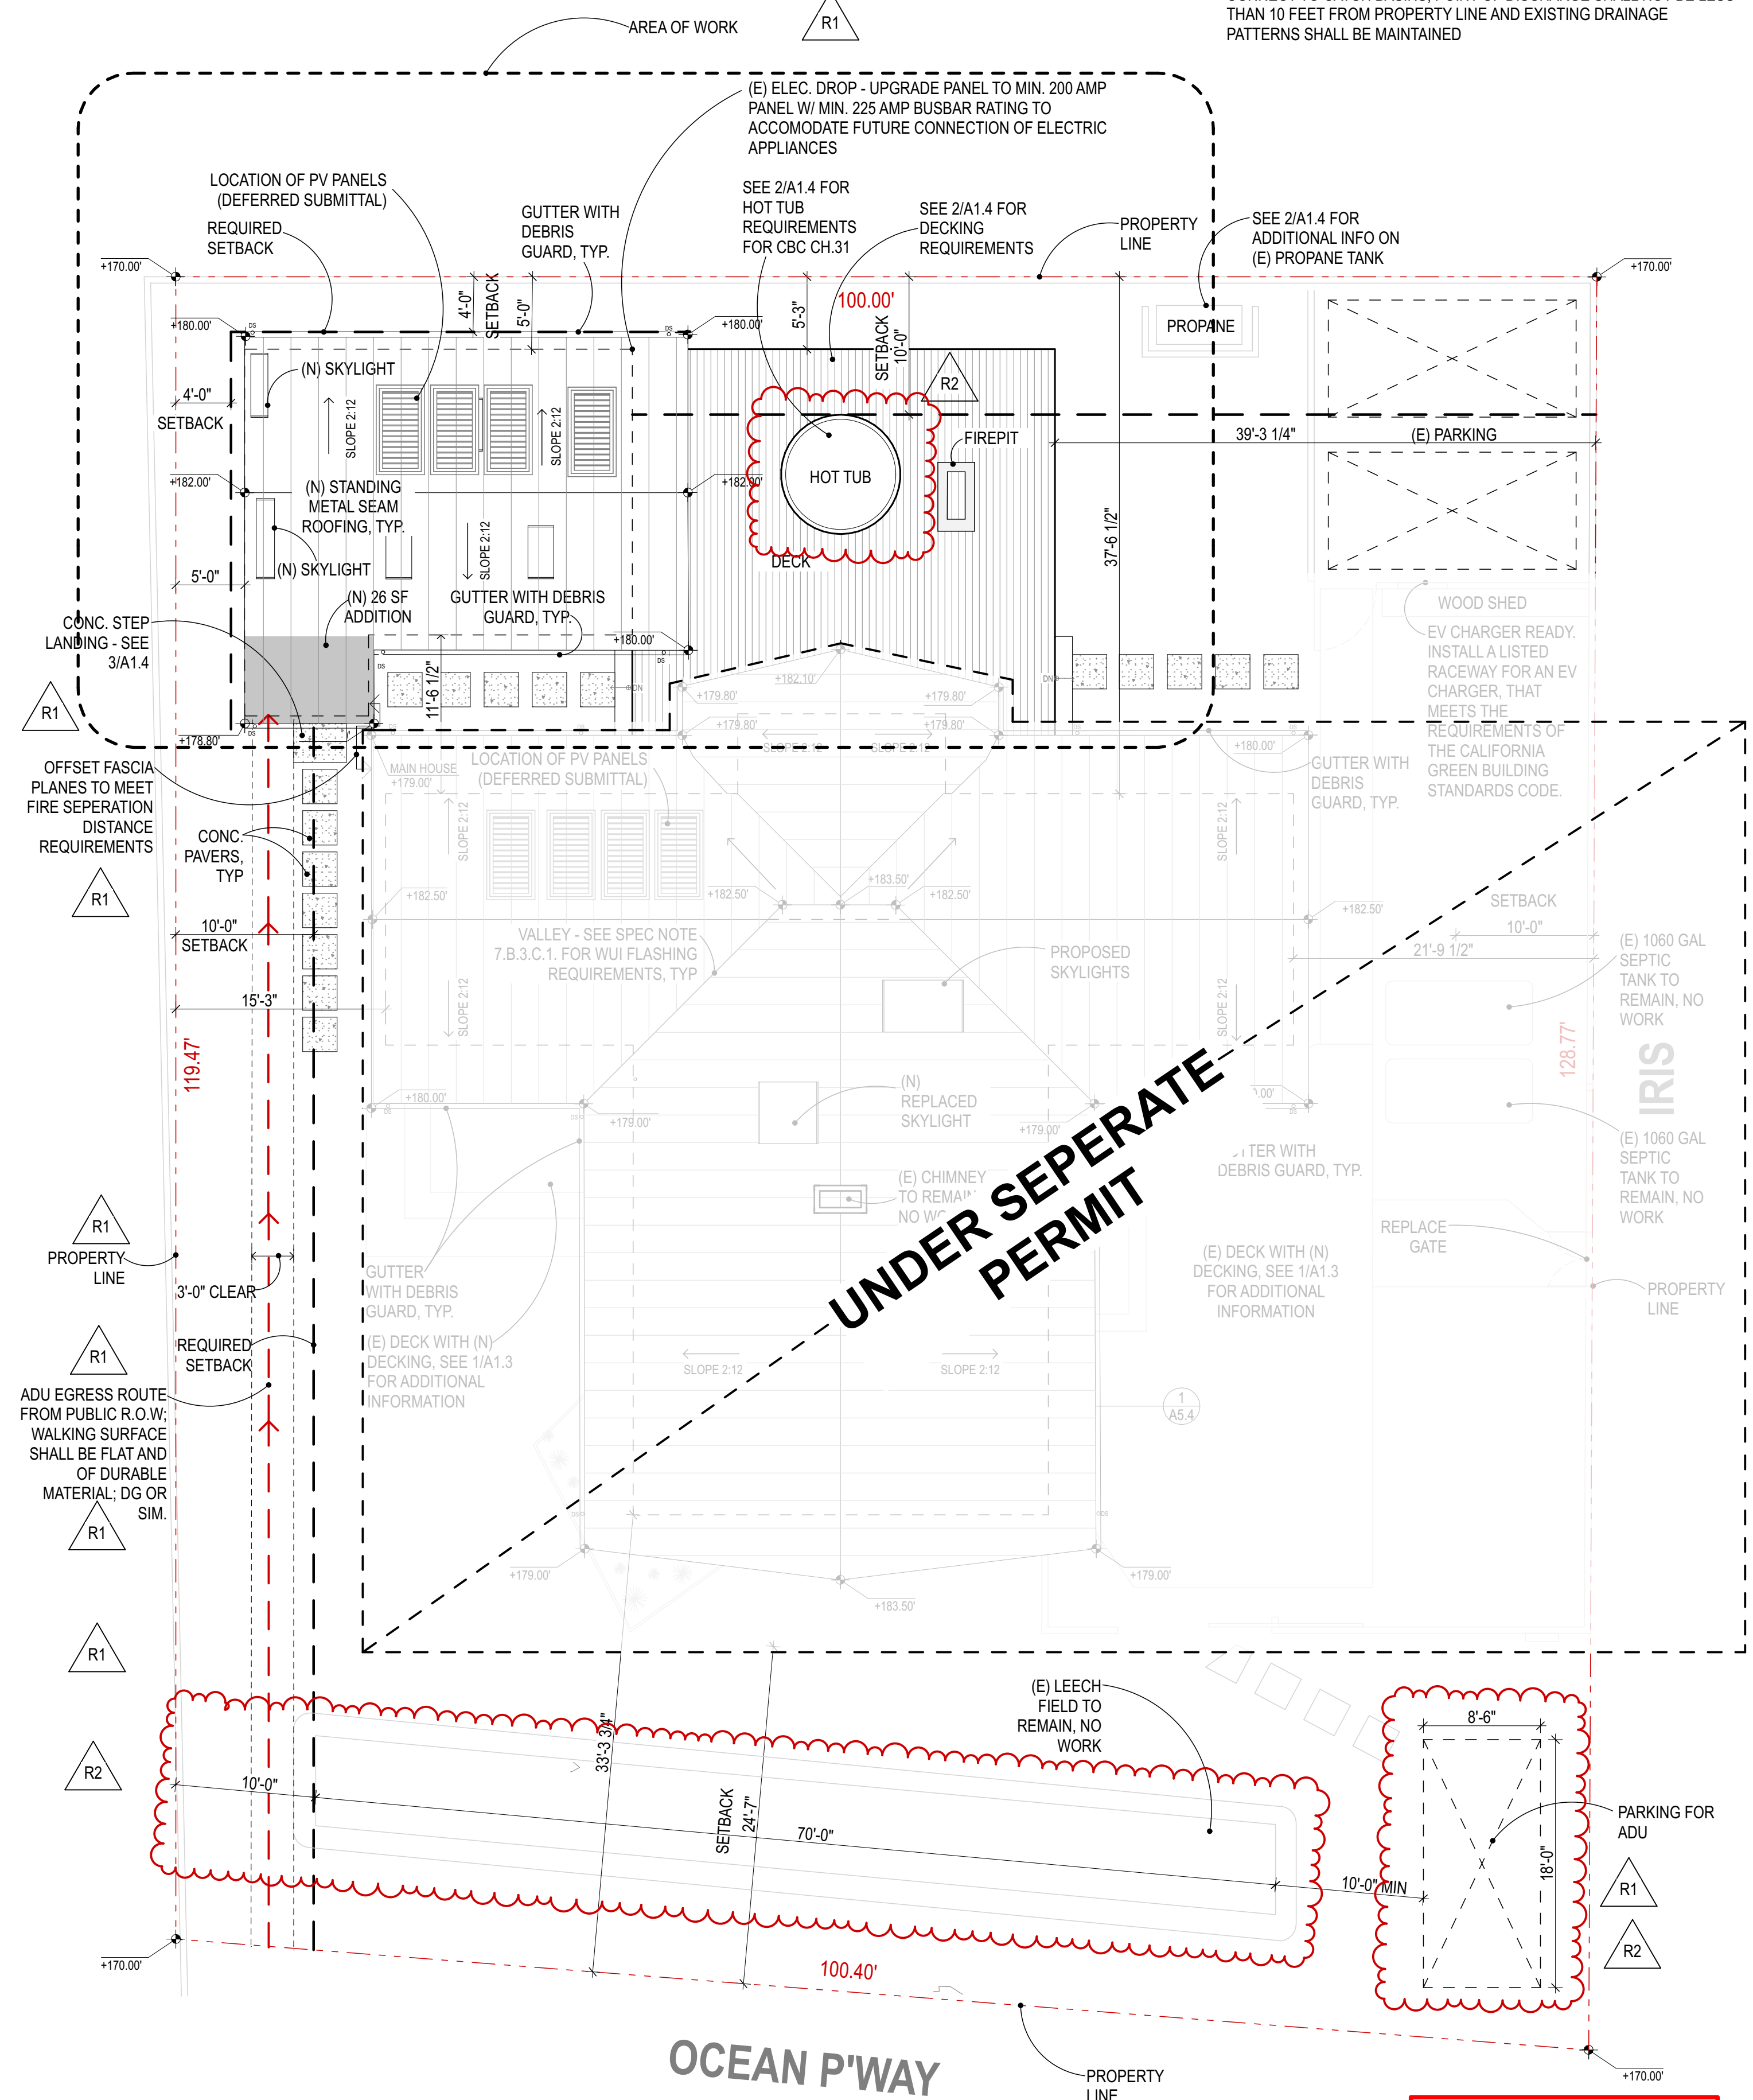 THAN 10 FEET FROM PROPERTY LINE AND EXISTING DRAINAGE
PATTERNS SHALL BE MAINTAINED
AREA OF WORK
R1
(E) ELEC. DROP - UPGRADE PANEL TO MIN. 200 AMP
PANEL W/ MIN. 225 AMP BUSBAR RATING TO
ACCOMODATE FUTURE CONNECTION OF ELECTRIC
APPLIANCES
LOCATION OF PV PANELS
(DEFERRED SUBMITTAL)
REQUIRED
SETBACK
GUTTER WITH
DEBRIS
GUARD, TYP.
SEE 2/A1.4 FOR
HOT TUB
REQUIREMENTS
FOR CBC CH.31
SEE 2/A1.4 FOR
DECKING
REQUIREMENTS
PROPERTY
LINE
SEE 2/A1.4 FOR
ADDITIONAL INFO ON
(E) PROPANE TANK
+170.00'
+170.00'
4'-0"
SETBACK
5'-0"
5'-3"
100.00'
SETBACK
10'-0"
PROPANE
+180.00'
DS
DS
+180.00'
R2
(N) SKYLIGHT
4'-0"
SETBACK
SLOPE 2:12
SLOPE 2:12
FIREPIT
39'-3 1/4"
(E) PARKING
HOT TUB
+182.00'
+182.00'
(N) STANDING
METAL SEAM
ROOFING, TYP.
SLOPE 2:12
37'-6 1/2"
DECK
5'-0"
(N) SKYLIGHT
(N) 26 SF
ADDITION
GUTTER WITH DEBRIS
GUARD, TYP.
WOOD SHED
CONC. STEP
LANDING - SEE
3/A1.4
+180.00'
DS
DS
EV CHARGER READY.
INSTALL A LISTED
RACEWAY FOR AN EV
CHARGER, THAT
MEETS THE
REQUIREMENTS OF
THE CALIFORNIA
GREEN BUILDING
STANDARDS CODE.
R1
11'-6 1/2"
DN
DN
+182.10'
+179.80'
+179.80'
+179.80'
+179.80'
DS
DS
DS
DS
+178.80'
SLOPE 2:12
SLOPE 2:12
+180.00'
OFFSET FASCIA
PLANES TO MEET
FIRE SEPERATION
DISTANCE
REQUIREMENTS
MAIN HOUSE
+179.00'
LOCATION OF PV PANELS
(DEFERRED SUBMITTAL)
GUTTER WITH
DEBRIS
GUARD, TYP.
SLOPE 2:12
SLOPE 2:12
CONC.
PAVERS,
TYP
R1
+182.50'
+182.50'
+183.50'
+182.50'
+182.50'
SETBACK
10'-0"
21'-9 1/2"
10'-0"
SETBACK
VALLEY - SEE SPEC NOTE
7.B.3.C.1. FOR WUI FLASHING
REQUIREMENTS, TYP
PROPOSED
SKYLIGHTS
(E) 1060 GAL
SEPTIC
TANK TO
REMAIN, NO
WORK
15'-3"
SLOPE 2:12
SLOPE 2:12
119.47'
128.77'
IRIS
+180.00'
DS
+179.00'
(N)
REPLACED
SKYLIGHT
+179.00'
DS
(E) 1060 GAL
SEPTIC
TANK TO
REMAIN, NO
WORK
UNDER SEPERATE
PERMIT
DEBRIS GUARD, TYP.
(E) CHIMNEY
TO REMAIN
R1
PROPERTY
LINE
3'-0" CLEAR
GUTTER
WITH DEBRIS
GUARD, TYP.
REPLACE
GATE
(E) DECK WITH (N)
DECKING, SEE 1/A1.3
FOR ADDITIONAL
INFORMATION
PROPERTY
LINE
R1
REQUIRED
SETBACK
(E) DECK WITH (N)
DECKING, SEE 1/A1.3
FOR ADDITIONAL
INFORMATION
SLOPE 2:12
SLOPE 2:12
1
A5.4
ADU EGRESS ROUTE
FROM PUBLIC R.O.W;
WALKING SURFACE
SHALL BE FLAT AND
OF DURABLE
MATERIAL; DG OR
SIM.
R1
DS
DS
+179.00'
+179.00'
+183.50'
R1
(E) LEECH
FIELD TO
REMAIN, NO
WORK
8'-6"
R2
10'-0"
33'-3 3/4"
SETBACK
24'-7"
70'-0"
PARKING FOR
ADU
18'-0"
10'-0" MIN
R1
R2
+170.00'
100.40'
OCEAN P'WAY
PROPERTY
LINE
+170.00'